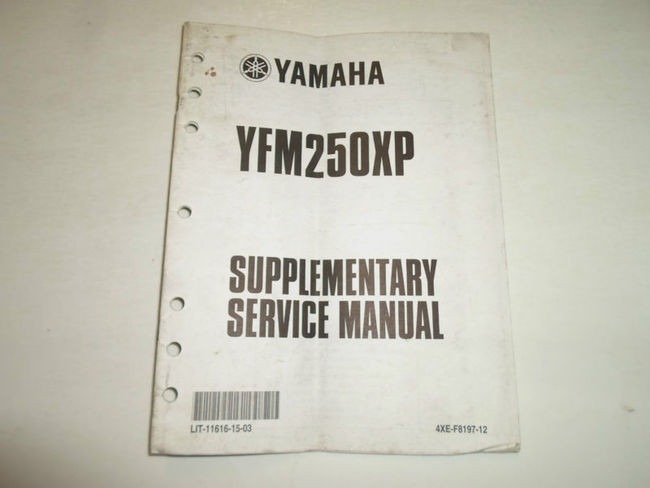 YAMAHA
YFM250XP
SUPPLEMENTARY
SERVICE MANUAL
LIT-11616-15-03
4XE-F8197-12